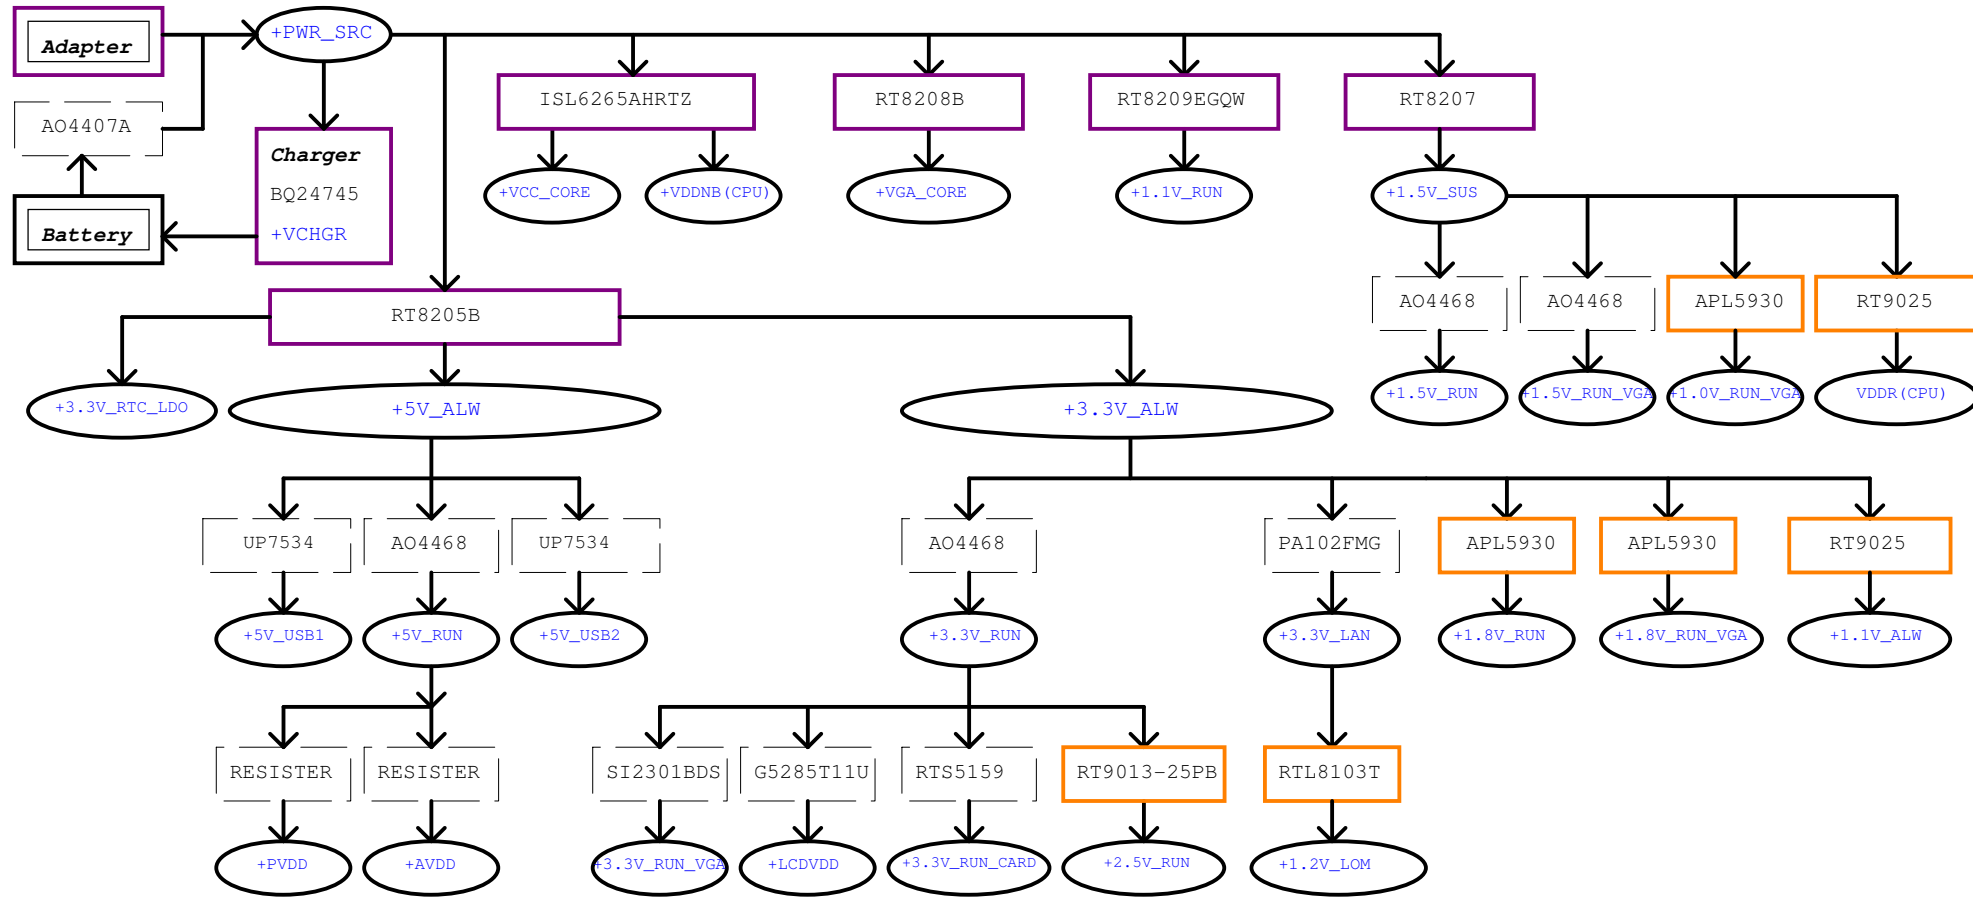 Adapter
+PWR_SRC
AO4407A
ISL6265AHRTZ
RT8208B
RT8209EGQW
RT8207
Charger
BQ24745
+VCHGR
Battery
+VCC_CORE
+VDDNB(CPU)
+VGA_CORE
+1.1V_RUN
+1.5V_SUS
RT8205B
AO4468
AO4468
APL5930
RT9025
+3.3V_RTC_LDO
+5V_ALW
+3.3V_ALW
+1.5V_RUN
+1.5V_RUN_VGA
+1.0V_RUN_VGA
VDDR(CPU)
UP7534
AO4468
UP7534
AO4468
PA102FMG
APL5930
APL5930
RT9025
+5V_USB1
+5V_RUN
+5V_USB2
+3.3V_RUN
+3.3V_LAN
+1.8V_RUN
+1.8V_RUN_VGA
+1.1V_ALW
RESISTER
RESISTER
SI2301BDS
G5285T11U
RTS5159
RT9013-25PB
RTL8103T
+PVDD
+AVDD
+3.3V_RUN_VGA
+LCDVDD
+3.3V_RUN_CARD
+2.5V_RUN
+1.2V_LOM